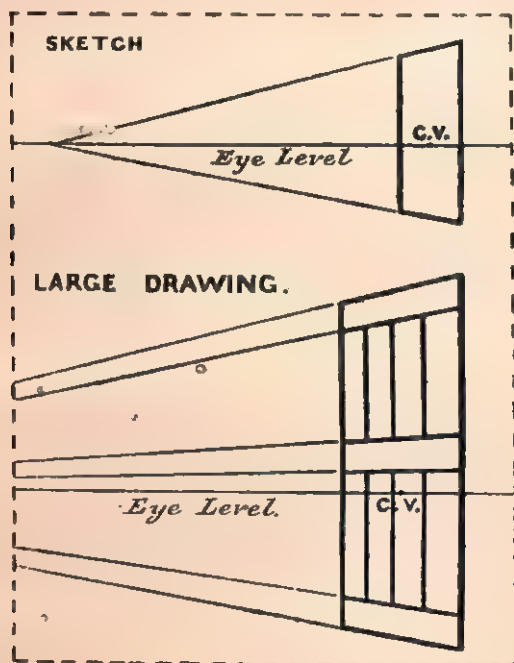 SKETCH
C.V.
Eye Level
LARGE DRAWING.
Eye Level.
C.V.